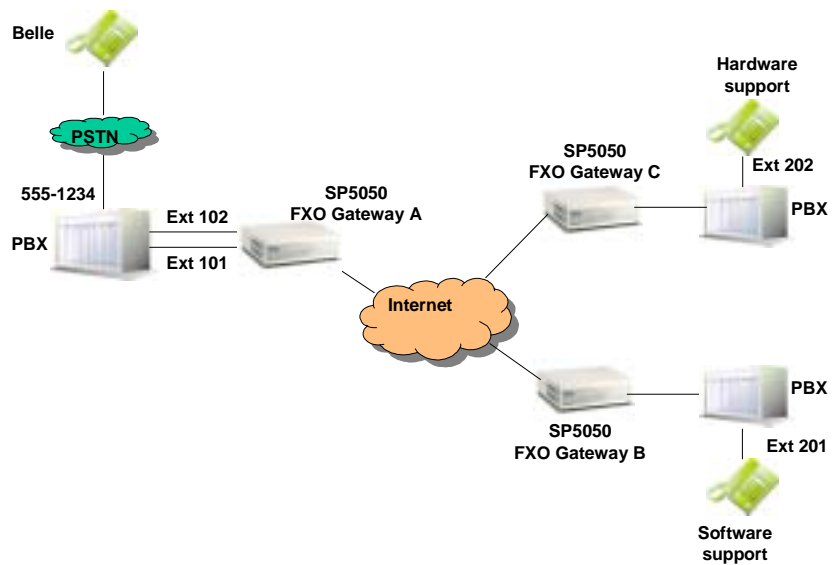 Belle
PSTN
555-1234
PBX
Ext 102
Ext 101
SP5050
FXO Gateway A
Internet
SP5050
FXO Gateway C
Hardware
support
Ext 202
PBX
SP5050
FXO Gateway B
PBX
Ext 201
Software
support